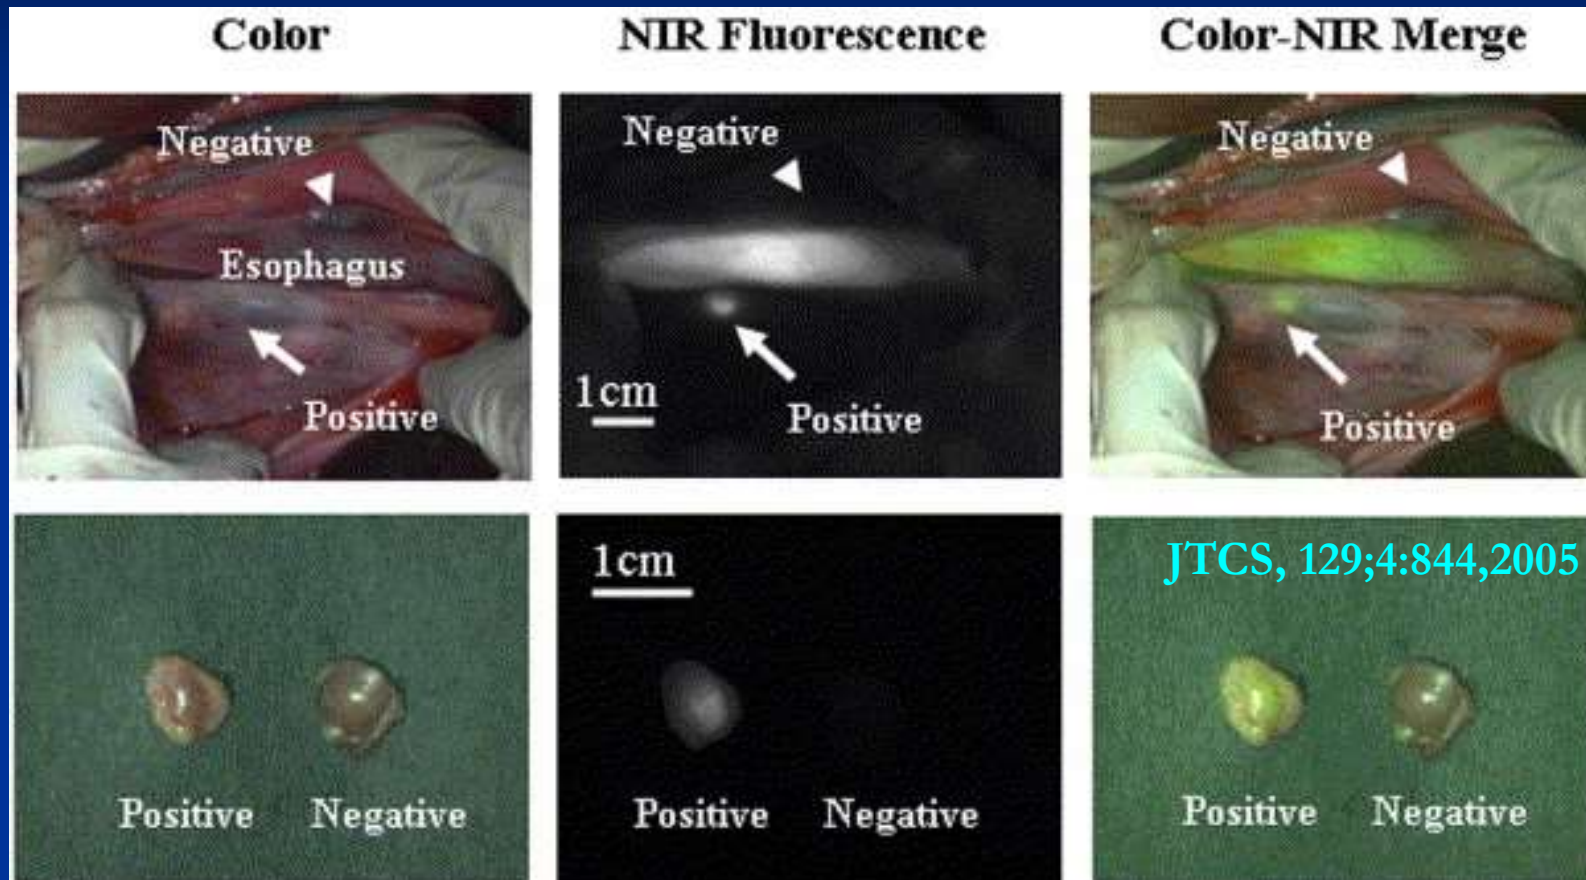 Color
NIR Fluorescence
Color-NIR Merge
Negative
Esophagus
Positive
Negative
1cm
Positive
Negative
Positive
Positive
Negative
1cm
Positive
Negative
JTCS, 129;4:844,2005
Positive
Negative